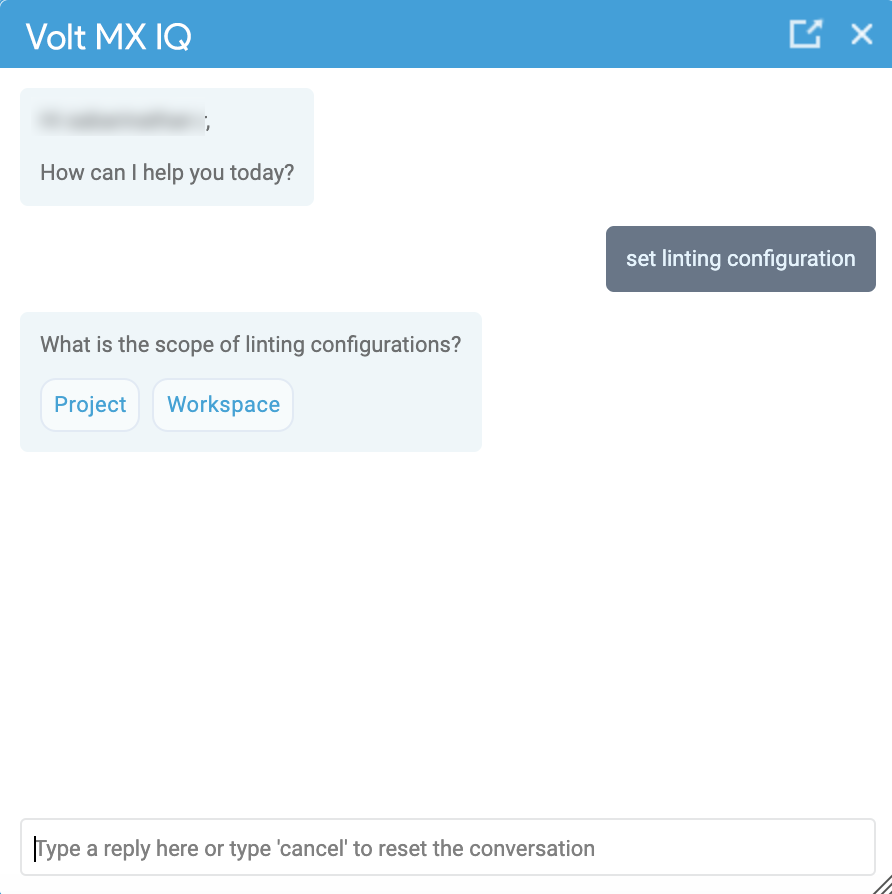 Volt MX IQ
,
How can I help you today?
set linting configuration
What is the scope of linting configurations?
Project Workspace
Type a reply here or type 'cancel' to reset the conversation